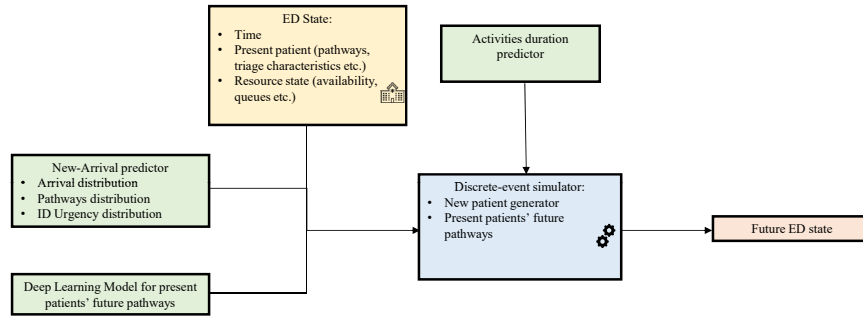 ED State:
• Time
• Present patient (pathways,
triage characteristics etc.)
• Resource state (availability,
queues etc.)
Activities duration
predictor
New-Arrival predictor
• Arrival distribution
• Pathways distribution
• ID Urgency distribution
Discrete-event simulator:
• New patient generator
• Present patients' future
pathways
Future ED state
Deep Learning Model for present
patients' future pathways